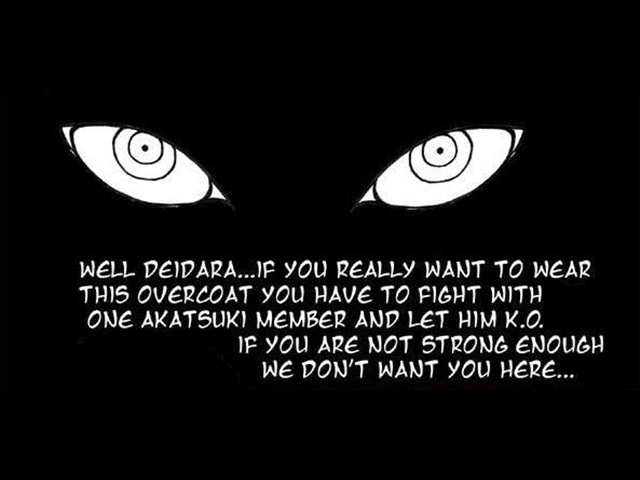 WELL DEIDARA...IF YOU REALLY WANT TO WEAR
THIS OVERCOAT YOU HAVE TO FIGHT WITH
ONE AKATSUKI MEMBER AND LET HIM K.O.
IF YOU ARE NOT STRONG ENOUGH
WE DON'T WANT YOU HERE...